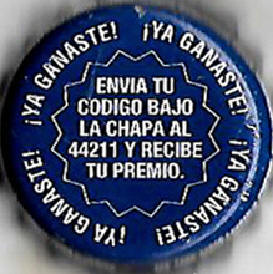 ¡YA GANASTE! ¡YA GANASTE! ¡YA GANASTE! ¡YA GANASTE!
ENVIA TU
CODIGO BAJO
LA CHAPA AL
44211 Y RECIBE
TU PREMIO.